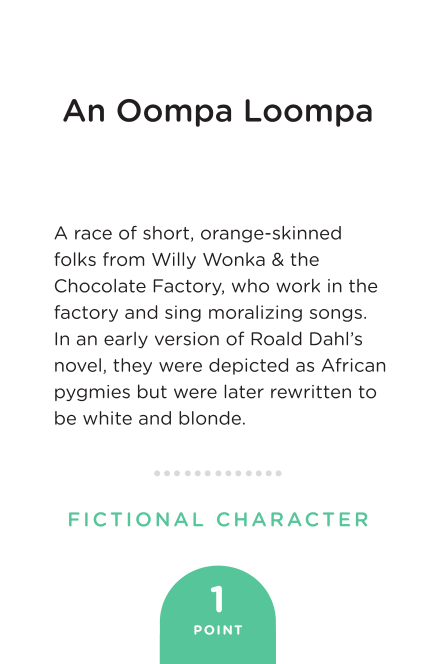 An Oompa Loompa
A race of short, orange-skinned
folks from Willy Wonka & the
Chocolate Factory, who work in the
factory and sing moralizing songs.
In an early version of Roald Dahl’s
novel, they were depicted as African
pygmies but were later rewritten to
be white and blonde.
FICTIONAL CHARACTER
1
POINT